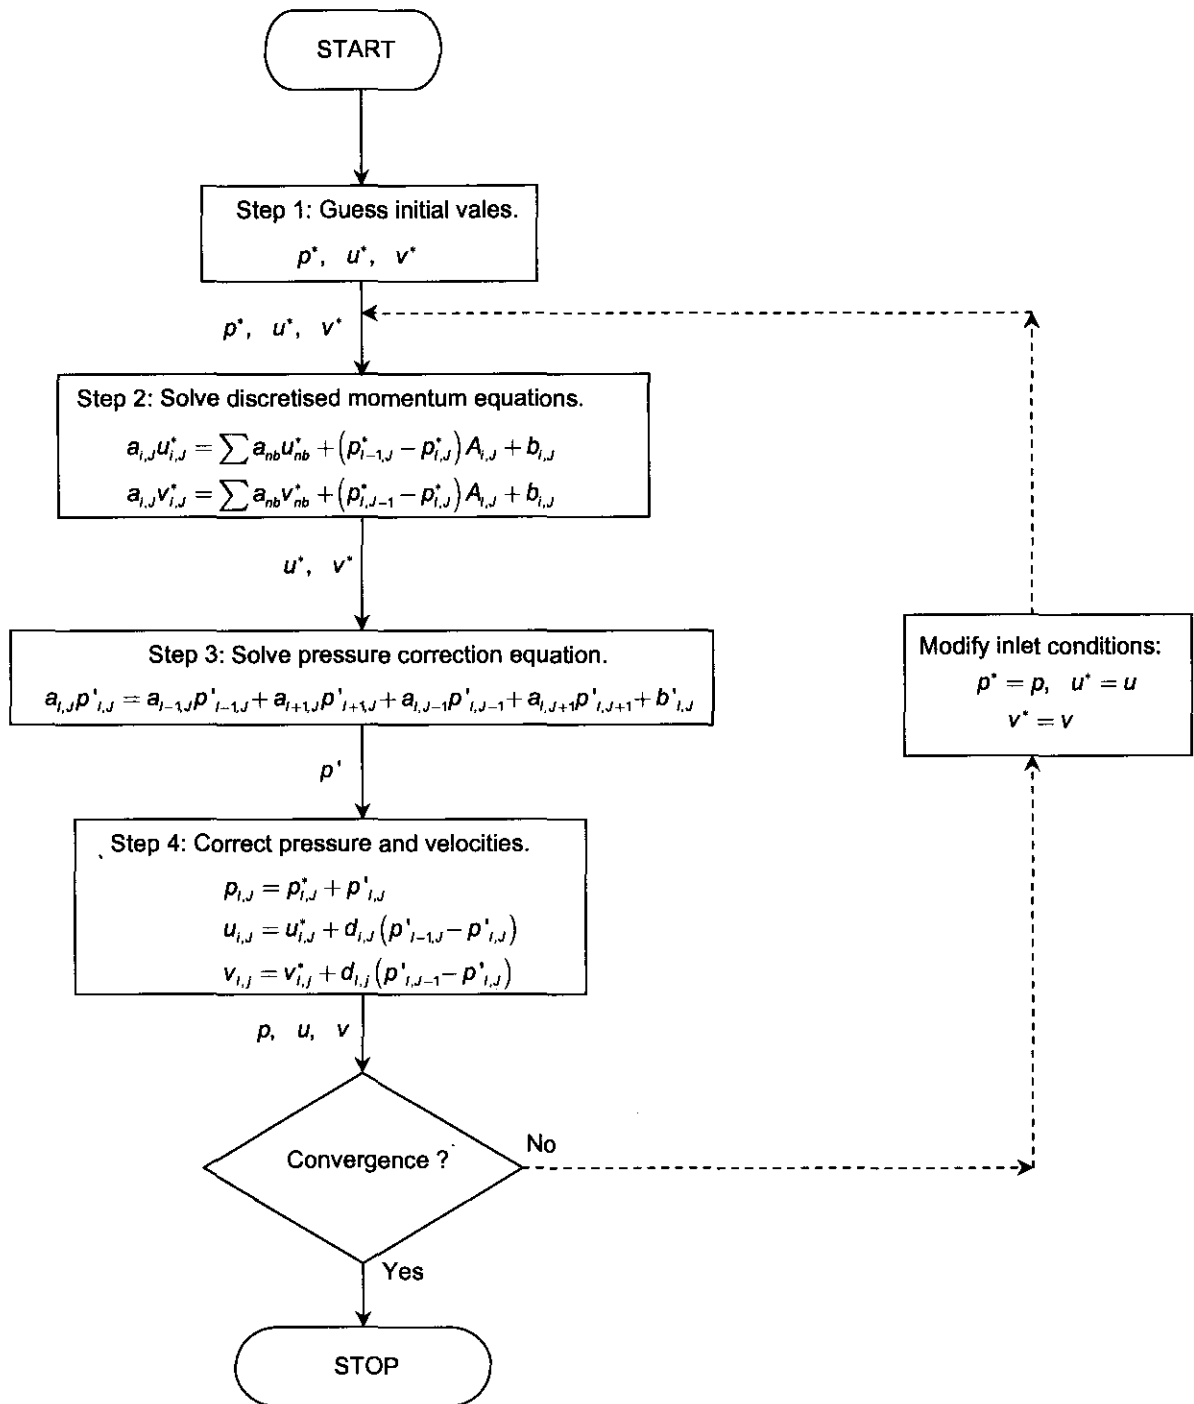 START
Step 1: Guess initial vales.
p*, u*, v*
p*, u*, v*
Step 2: Solve discretised momentum equations.
a_{i,J}u*_{i,J} = ∑ a_{nb}u*_{nb} + (p*_{I-1,J} − p*_{I,J}) A_{i,J} + b_{i,J}
a_{I,J}v*_{I,J} = ∑ a_{nb}v*_{nb} + (p*_{I,J-1} − p*_{I,J}) A_{I,J} + b_{I,J}
u*, v*
Step 3: Solve pressure correction equation.
a_{I,J}p'_{I,J} = a_{I-1,J}p'_{I-1,J} + a_{I+1,J}p'_{I+1,J} + a_{I,J-1}p'_{I,J-1} + a_{I,J+1}p'_{I,J+1} + b'_{I,J}
Modify inlet conditions:
p* = p, u* = u
v* = v
p'
Step 4: Correct pressure and velocities.
p_{I,J} = p*_{I,J} + p'_{I,J}
u_{i,J} = u*_{i,J} + d_{i,J} (p'_{I-1,J} − p'_{I,J})
v_{I,j} = v*_{I,j} + d_{I,j} (p'_{I,J-1} − p'_{I,J})
p, u, v
Convergence ?
No
Yes
STOP